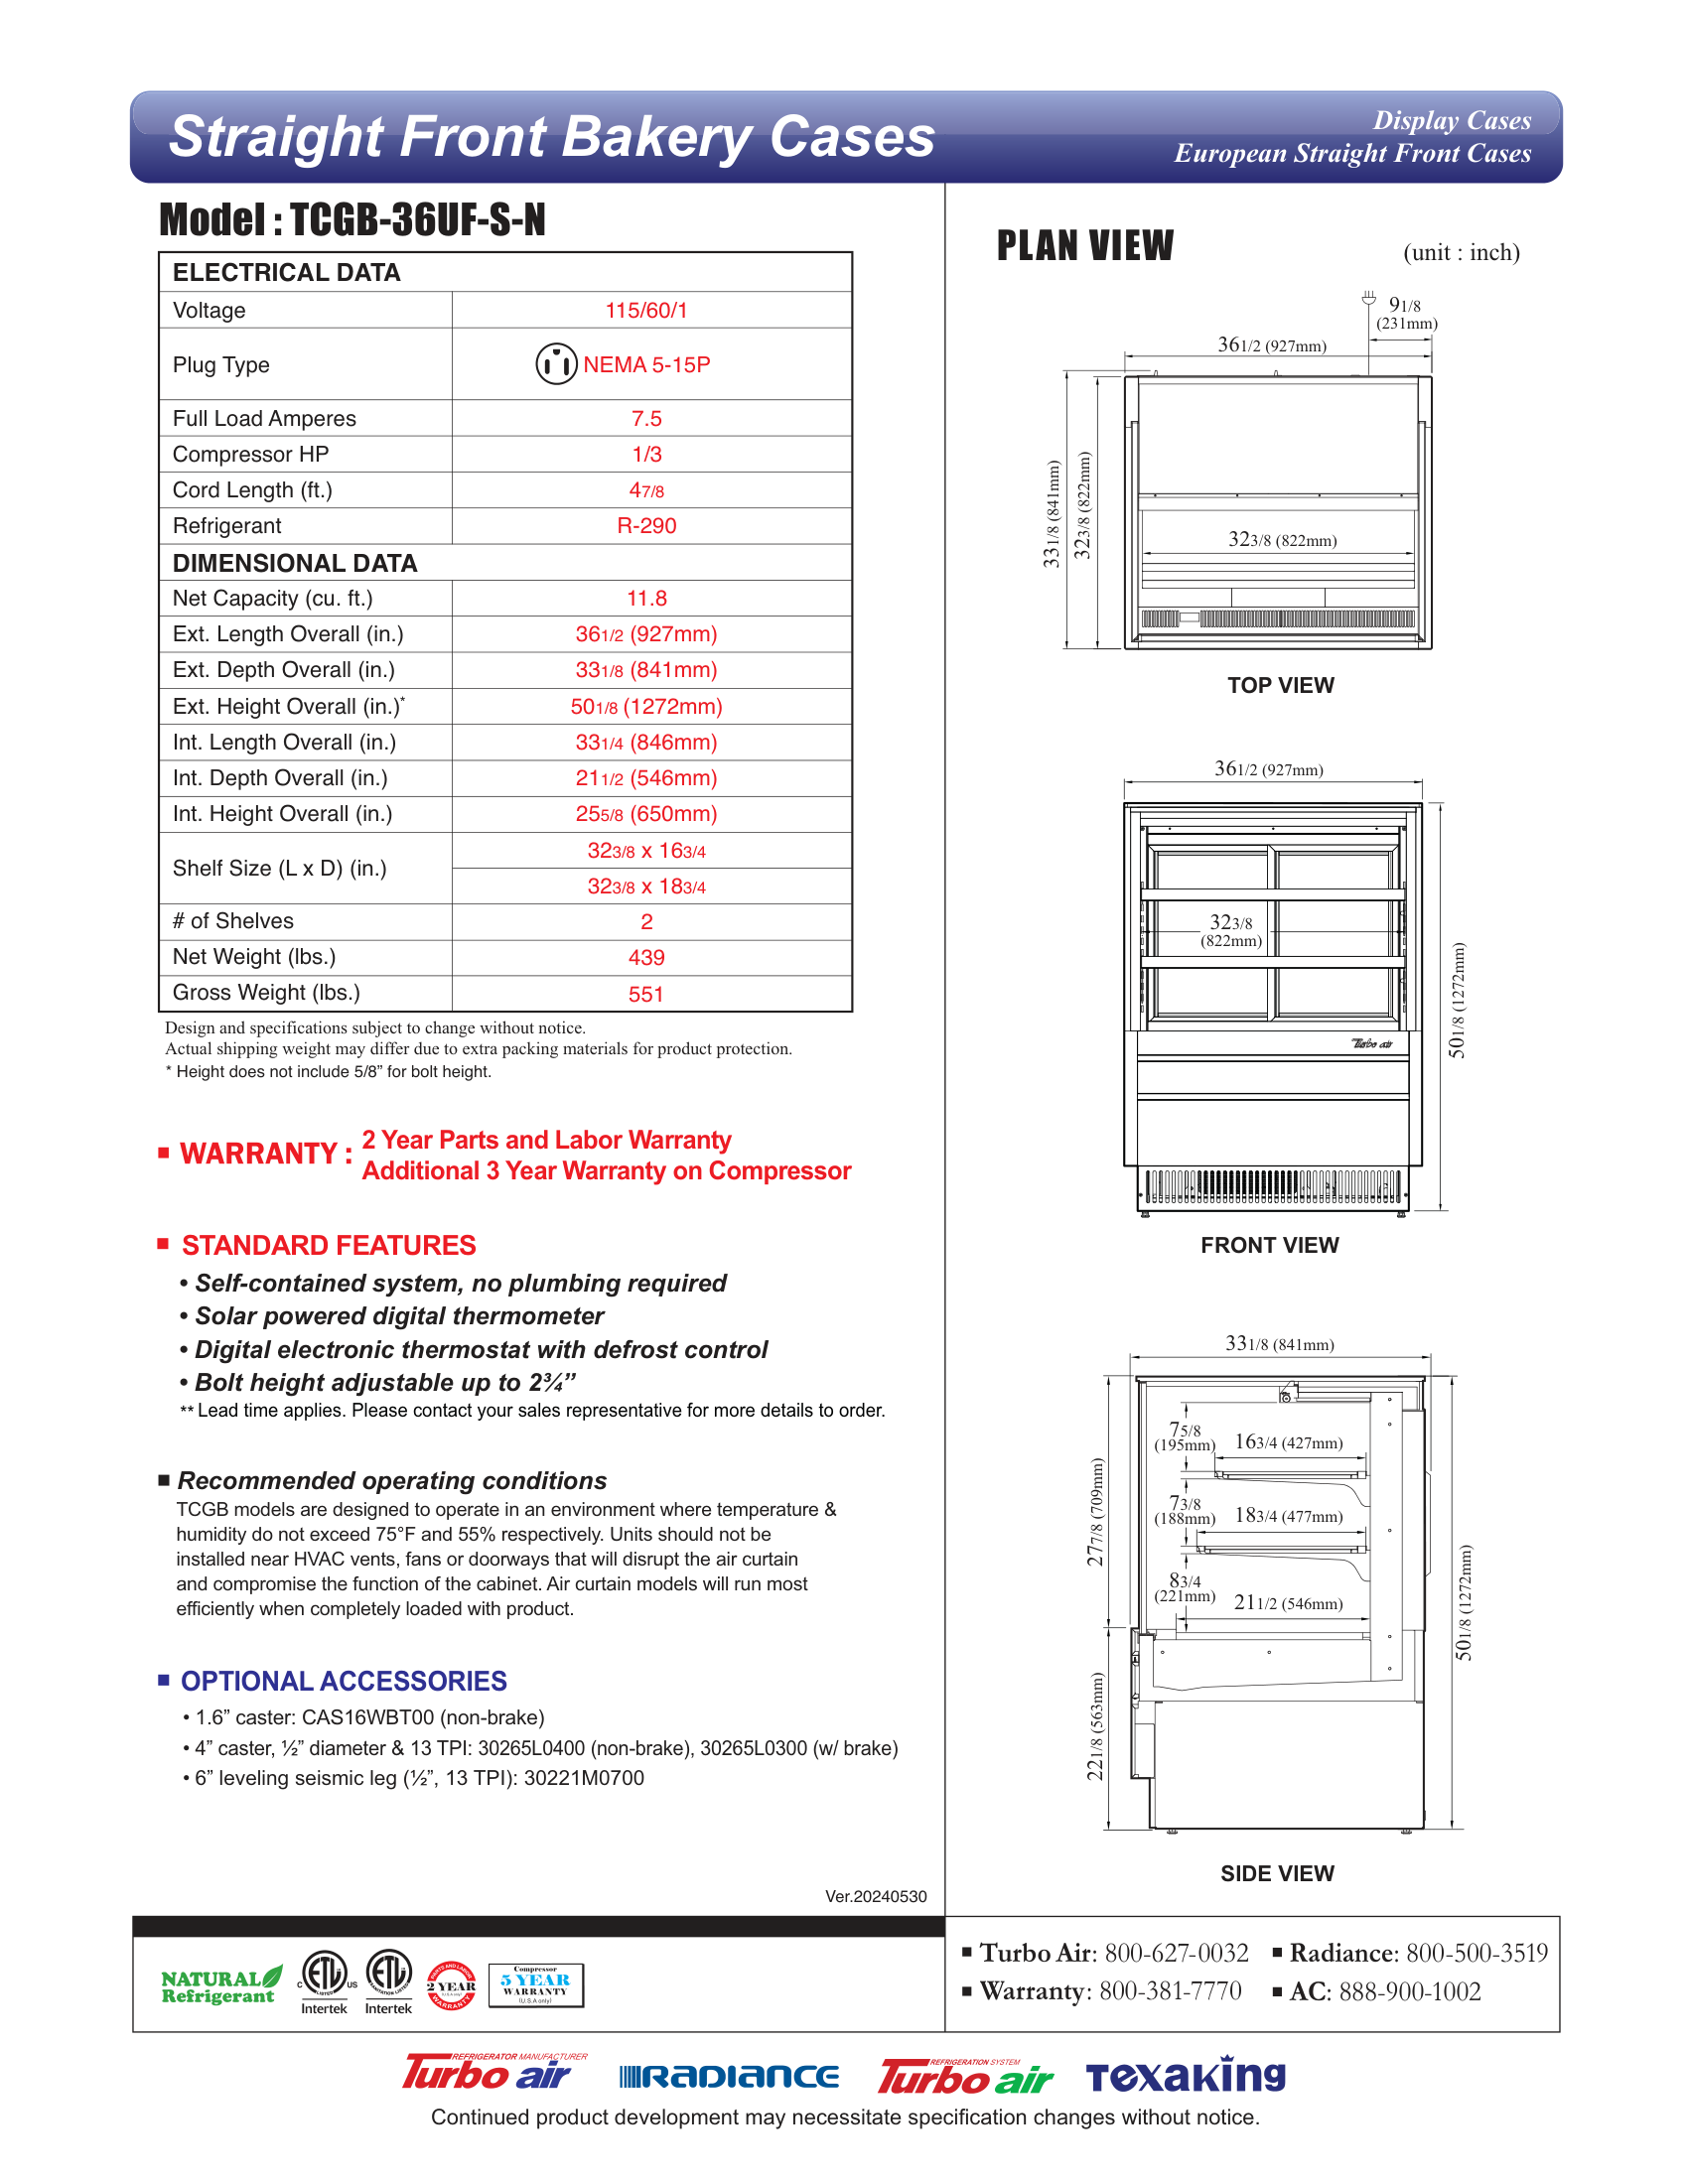 Straight Front Bakery Cases
Display Cases
European Straight Front Cases
Model : TCGB-36UF-S-N
ELECTRICAL DATA
Voltage 115/60/1
Plug Type NEMA 5-15P
Full Load Amperes 7.5
Compressor HP 1/3
Cord Length (ft.) 47/8
Refrigerant R-290
DIMENSIONAL DATA
Net Capacity (cu. ft.) 11.8
Ext. Length Overall (in.) 361/2 (927mm)
Ext. Depth Overall (in.) 331/8 (841mm)
Ext. Height Overall (in.)* 501/8 (1272mm)
Int. Length Overall (in.) 331/4 (846mm)
Int. Depth Overall (in.) 211/2 (546mm)
Int. Height Overall (in.) 255/8 (650mm)
Shelf Size (L x D) (in.) 323/8 x 163/4
323/8 x 183/4
# of Shelves 2
Net Weight (lbs.) 439
Gross Weight (lbs.) 551
Design and specifications subject to change without notice.
Actual shipping weight may differ due to extra packing materials for product protection.
* Height does not include 5/8” for bolt height.
■ WARRANTY : 2 Year Parts and Labor Warranty
Additional 3 Year Warranty on Compressor
■ STANDARD FEATURES
• Self-contained system, no plumbing required
• Solar powered digital thermometer
• Digital electronic thermostat with defrost control
• Bolt height adjustable up to 2¾”
** Lead time applies. Please contact your sales representative for more details to order.
■ Recommended operating conditions
TCGB models are designed to operate in an environment where temperature &
humidity do not exceed 75°F and 55% respectively. Units should not be
installed near HVAC vents, fans or doorways that will disrupt the air curtain
and compromise the function of the cabinet. Air curtain models will run most
efficiently when completely loaded with product.
■ OPTIONAL ACCESSORIES
• 1.6” caster: CAS16WBT00 (non-brake)
• 4” caster, ½” diameter & 13 TPI: 30265L0400 (non-brake), 30265L0300 (w/ brake)
• 6” leveling seismic leg (½”, 13 TPI): 30221M0700
Ver.20240530
PLAN VIEW
(unit : inch)
91/8
(231mm)
361/2 (927mm)
331/8 (841mm)
323/8 (822mm)
323/8 (822mm)
TOP VIEW
361/2 (927mm)
323/8
(822mm)
501/8 (1272mm)
Turbo air
FRONT VIEW
331/8 (841mm)
75/8
(195mm)
163/4 (427mm)
73/8
(188mm)
183/4 (477mm)
83/4
(221mm)
211/2 (546mm)
277/8 (709mm)
221/8 (563mm)
501/8 (1272mm)
SIDE VIEW
NATURAL
Refrigerant
C ETL US
LISTED
Intertek
ETL
SANITATION LISTED
Intertek
PARTS AND LABOR
2 YEAR
(U.S.A only)
WARRANTY
Compressor
5 YEAR
WARRANTY
(U.S.A only)
■ Turbo Air: 800-627-0032 ■ Radiance: 800-500-3519
■ Warranty: 800-381-7770 ■ AC: 888-900-1002
REFRIGERATOR MANUFACTURER
Turbo air
RADIANCE
REFRIGERATION SYSTEM
Turbo air
Texaking
Continued product development may necessitate specification changes without notice.